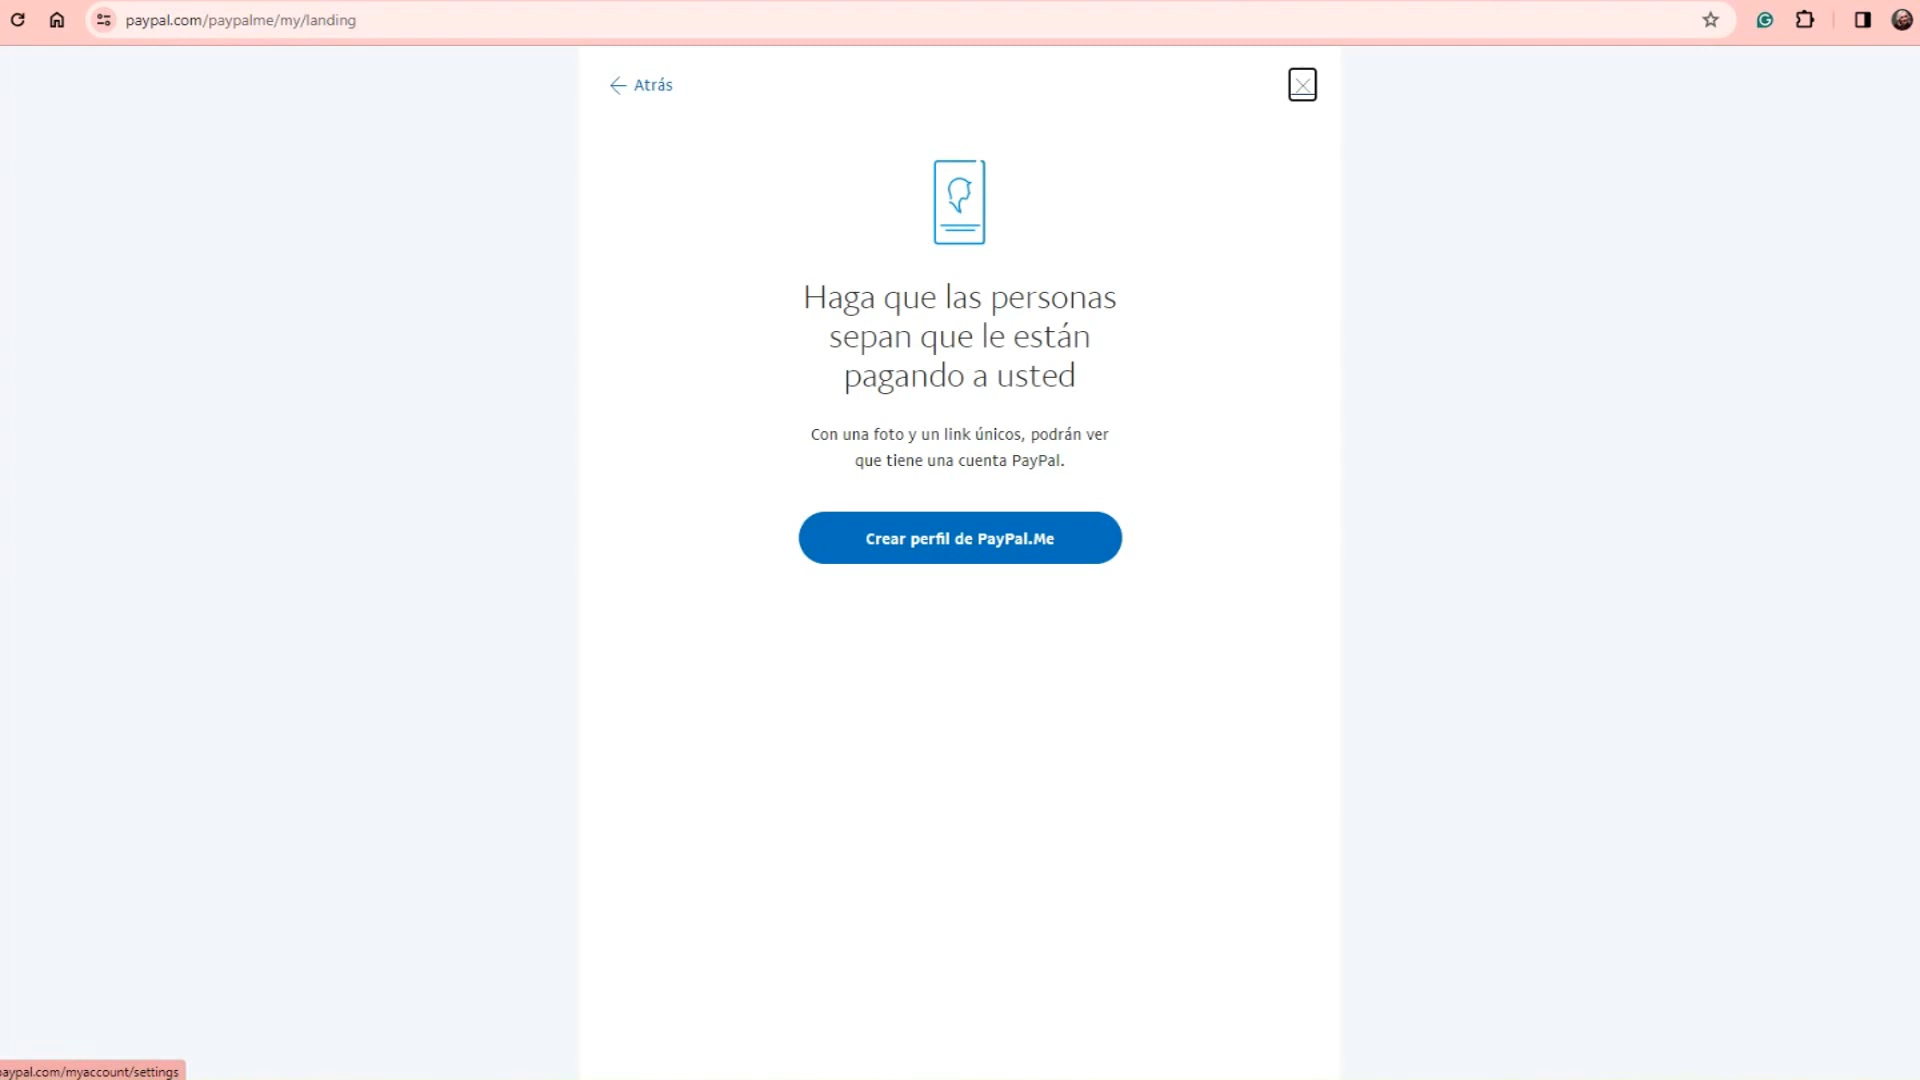 paypal.com/paypalme/my/landing
Atrás
Haga que las personas
sepan que le están
pagando a usted
Con una foto y un link únicos, podrán ver
que tiene una cuenta PayPal.
Crear perfil de PayPal.Me
paypal.com/myaccount/settings